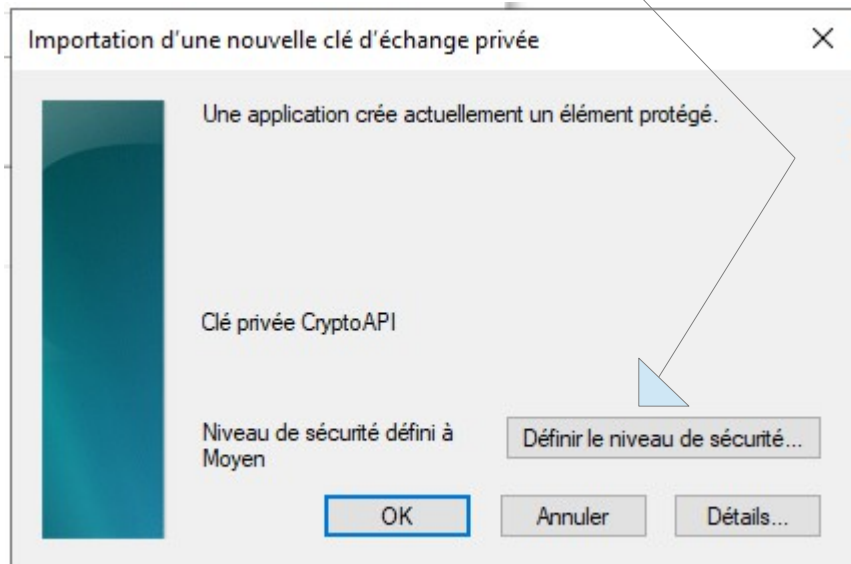 Importation d'une nouvelle clé d'échange privée
Une application crée actuellement un élément protégé.
Clé privée CryptoAPI
Niveau de sécurité défini à
Moyen
Définir le niveau de sécurité...
OK
Annuler
Détails...